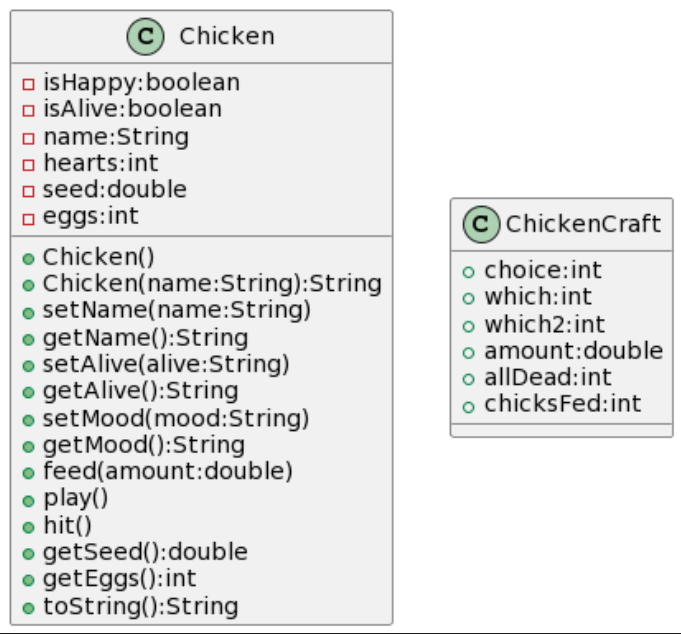 C Chicken
isHappy:boolean
isAlive:boolean
name:String
hearts:int
seed:double
eggs:int
Chicken()
Chicken(name:String):String
setName(name:String)
getName():String
setAlive(alive:String)
getAlive():String
setMood(mood:String)
getMood():String
feed(amount:double)
play()
hit()
getSeed():double
getEggs():int
toString():String
C ChickenCraft
choice:int
which:int
which2:int
amount:double
allDead:int
chicksFed:int